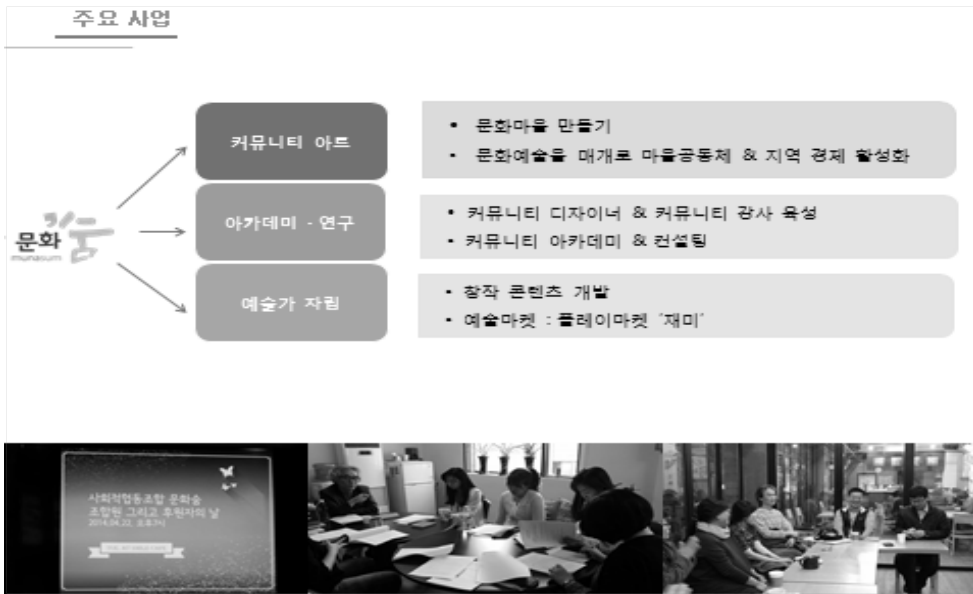 주요 사업
커뮤니티 아트
• 문화마을 만들기
• 문화예술을 매개로 마을공동체 & 지역 경제 활성화
아카데미 - 연구
• 커뮤니티 디자이너 & 커뮤니티 강사 육성
• 커뮤니티 아카데미 & 컨설팅
문화숨
munasum
예술가 자립
• 창작 콘텐츠 개발
• 예술마켓 : 플레이마켓 ‘재미’
사회적협동조합 문화숨
조합원 그리고 후원자의 날
2014.04.22, 오후7시